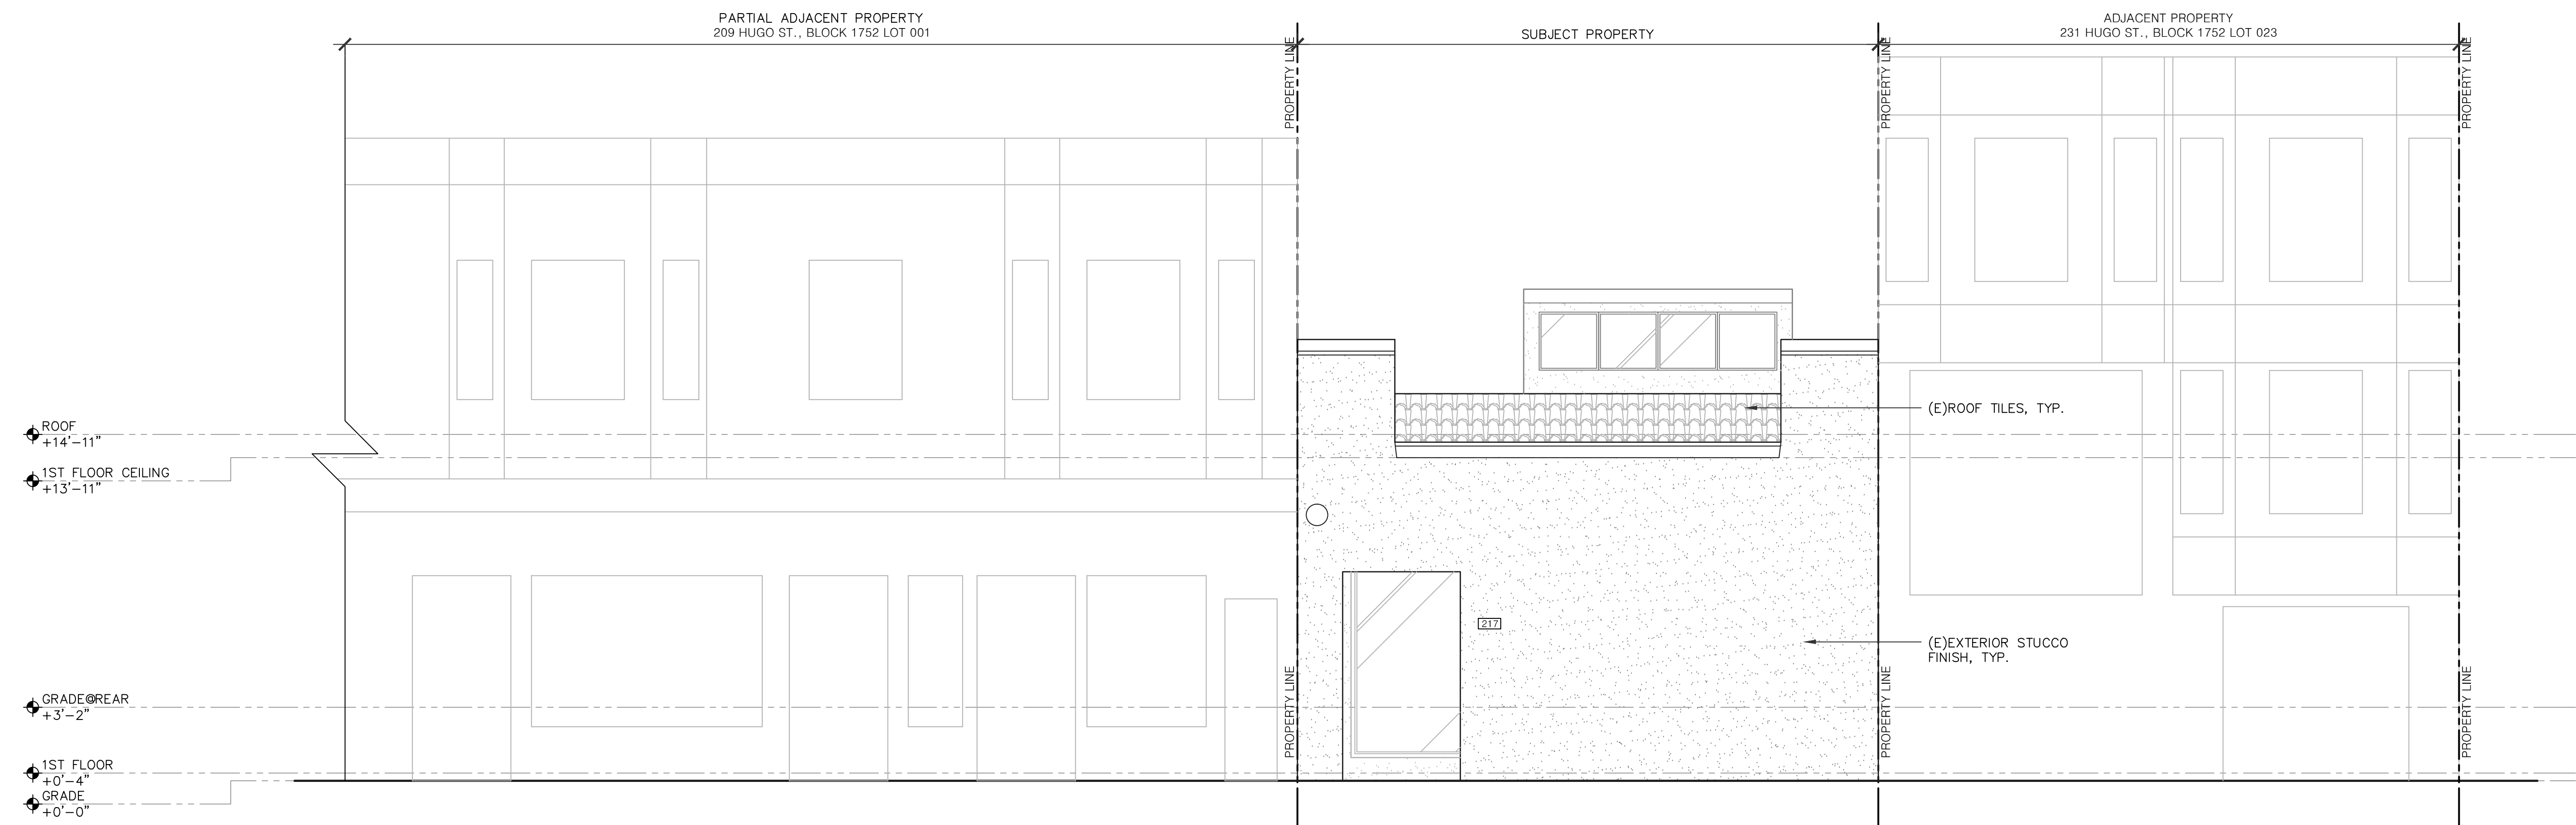 PARTIAL ADJACENT PROPERTY
209 HUGO ST., BLOCK 1752 LOT 001
SUBJECT PROPERTY
ADJACENT PROPERTY
231 HUGO ST., BLOCK 1752 LOT 023
PROPERTY LINE
PROPERTY LINE
PROPERTY LINE
(E)ROOF TILES, TYP.
ROOF
+14'-11"
1ST FLOOR CEILING
+13'-11"
217
(E)EXTERIOR STUCCO
FINISH, TYP.
PROPERTY LINE
PROPERTY LINE
PROPERTY LINE
GRADE@REAR
+3'-2"
1ST FLOOR
+0'-4"
GRADE
+0'-0"